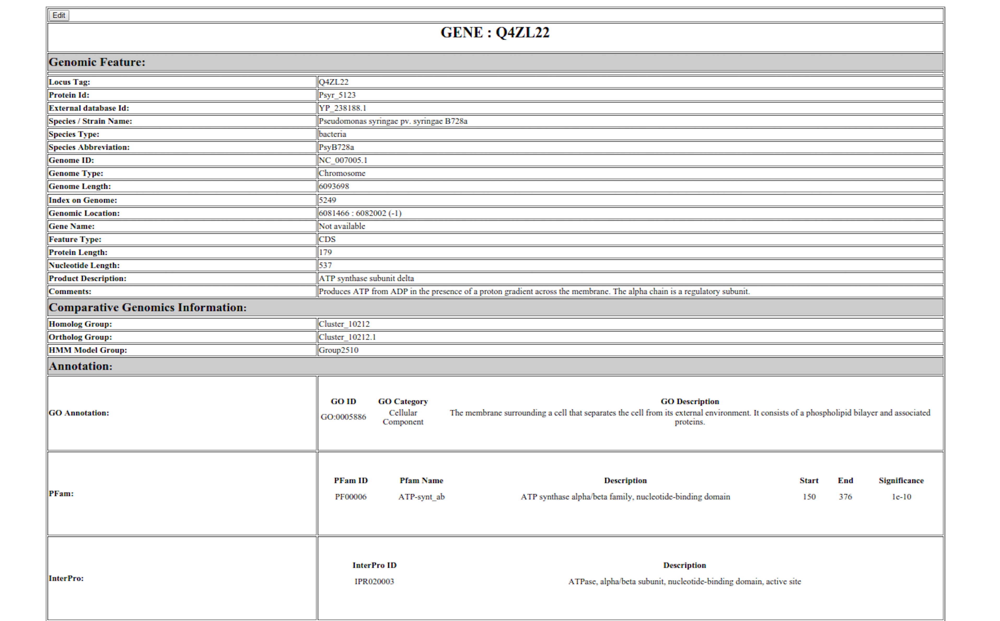 Edit
GENE : Q4ZL22
Genomic Feature:
Locus Tag: Q4ZL22
Protein Id: Psyr_5123
External database Id: YP_238188.1
Species / Strain Name: Pseudomonas syringae pv. syringae B728a
Species Type: bacteria
Species Abbreviation: PsyB728a
Genome ID: NC_007005.1
Genome Type: Chromosome
Genome Length: 6093698
Index on Genome: 5249
Genomic Location: 6081466 : 6082002 (-1)
Gene Name: Not available
Feature Type: CDS
Protein Length: 179
Nucleotide Length: 537
Product Description: ATP synthase subunit delta
Comments: Produces ATP from ADP in the presence of a proton gradient across the membrane. The alpha chain is a regulatory subunit.
Comparative Genomics Information:
Homolog Group: Cluster_10212
Ortholog Group: Cluster_10212.1
HMM Model Group: Group2510
Annotation:
GO Annotation:
GO ID GO Category GO Description
GO:0005886 Cellular Component The membrane surrounding a cell that separates the cell from its external environment. It consists of a phospholipid bilayer and associated
proteins.
PFam:
PFam ID Pfam Name Description Start End Significance
PF00006 ATP-synt_ab ATP synthase alpha/beta family, nucleotide-binding domain 150 376 1e-10
InterPro:
InterPro ID Description
IPR020003 ATPase, alpha/beta subunit, nucleotide-binding domain, active site